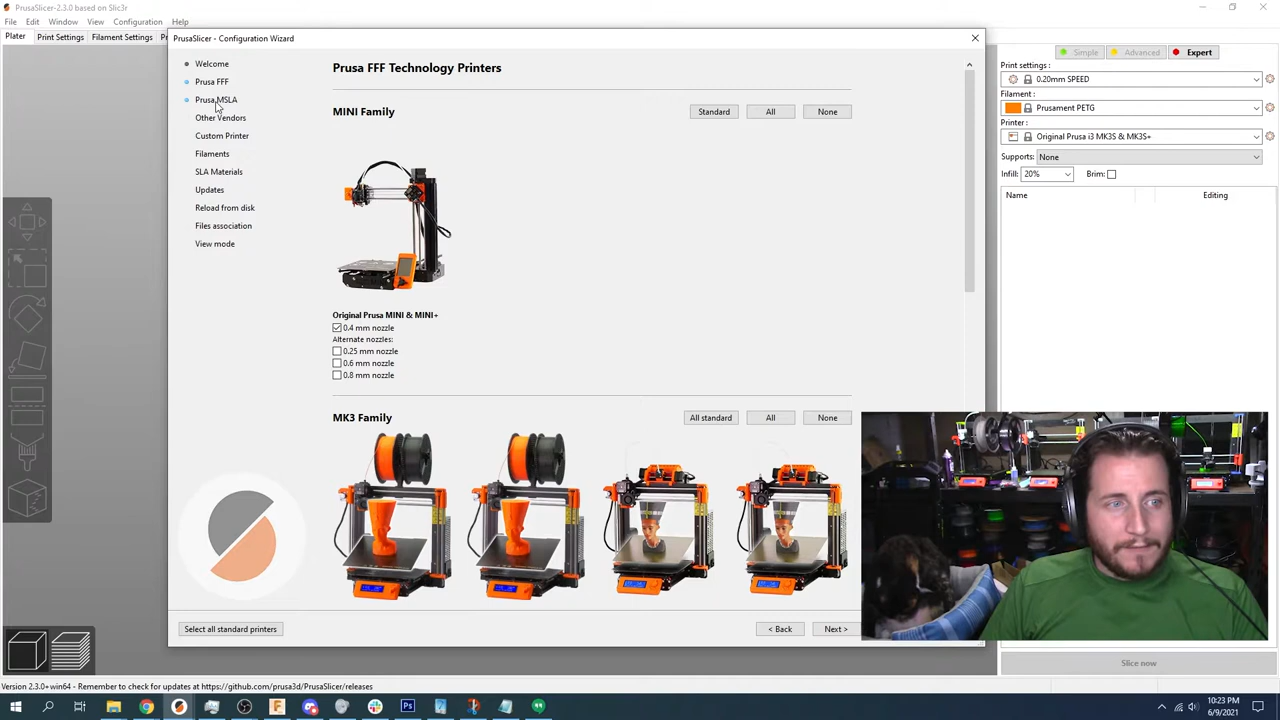 PrusaSlicer-2.3.0 based on Slic3r
File Edit Window View Configuration Help
Plater Print Settings Filament Settings
PrusaSlicer - Configuration Wizard
Welcome
Prusa FFF
Prusa MSLA
Other Vendors
Custom Printer
Filaments
SLA Materials
Updates
Reload from disk
Files association
View mode
Prusa FFF Technology Printers
MINI Family Standard All None
Original Prusa MINI & MINI+
0.4 mm nozzle
Alternate nozzles:
0.25 mm nozzle
0.6 mm nozzle
0.8 mm nozzle
MK3 Family All standard All None
Select all standard printers < Back Next >
Simple Advanced Expert
Print settings :
0.20mm SPEED
Filament :
Prusament PETG
Printer :
Original Prusa i3 MK3S & MK3S+
Supports: None
Infill: 20% Brim:
Name Editing
Slice now
Version 2.3.0+win64 - Remember to check for updates at https://github.com/prusa3d/PrusaSlicer/releases
10:23 PM
6/9/2021